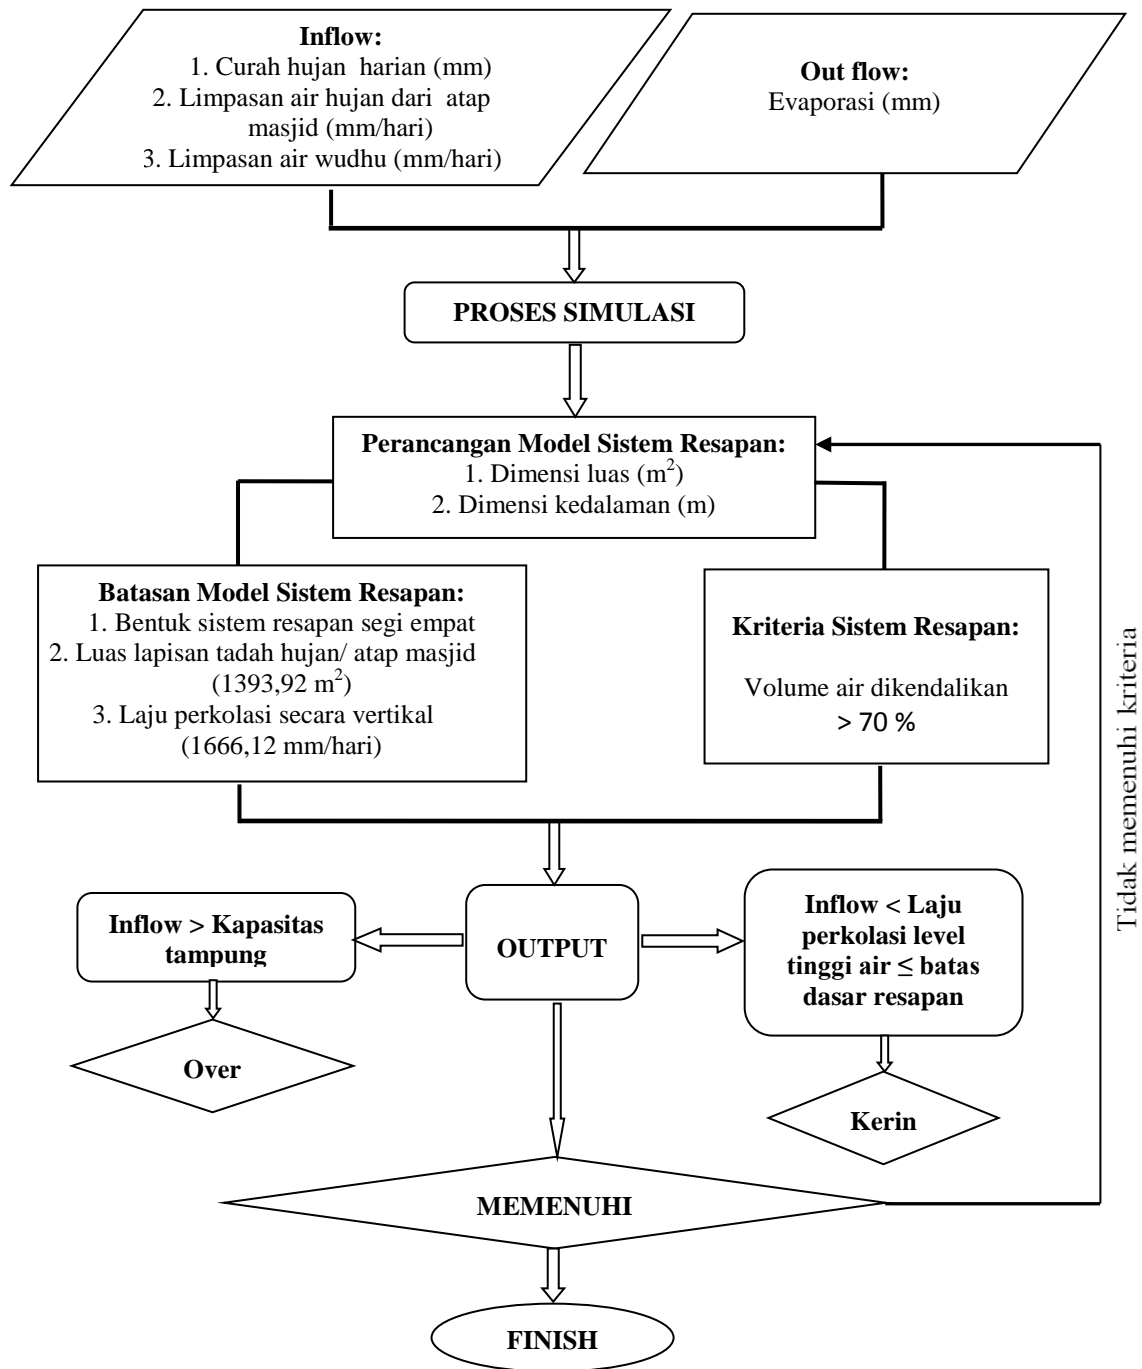 Inflow:
1. Curah hujan harian (mm)
2. Limpasan air hujan dari atap
masjid (mm/hari)
3. Limpasan air wudhu (mm/hari)
Out flow:
Evaporasi (mm)
PROSES SIMULASI
Perancangan Model Sistem Resapan:
1. Dimensi luas (m²)
2. Dimensi kedalaman (m)
Batasan Model Sistem Resapan:
1. Bentuk sistem resapan segi empat
2. Luas lapisan tadah hujan/ atap masjid
(1393,92 m²)
3. Laju perkolasi secara vertikal
(1666,12 mm/hari)
Kriteria Sistem Resapan:
Volume air dikendalikan
> 70 %
Tidak memenuhi kriteria
Inflow > Kapasitas
tampung
OUTPUT
Inflow < Laju
perkolasi level
tinggi air ≤ batas
dasar resapan
Over
Kerin
MEMENUHI
FINISH